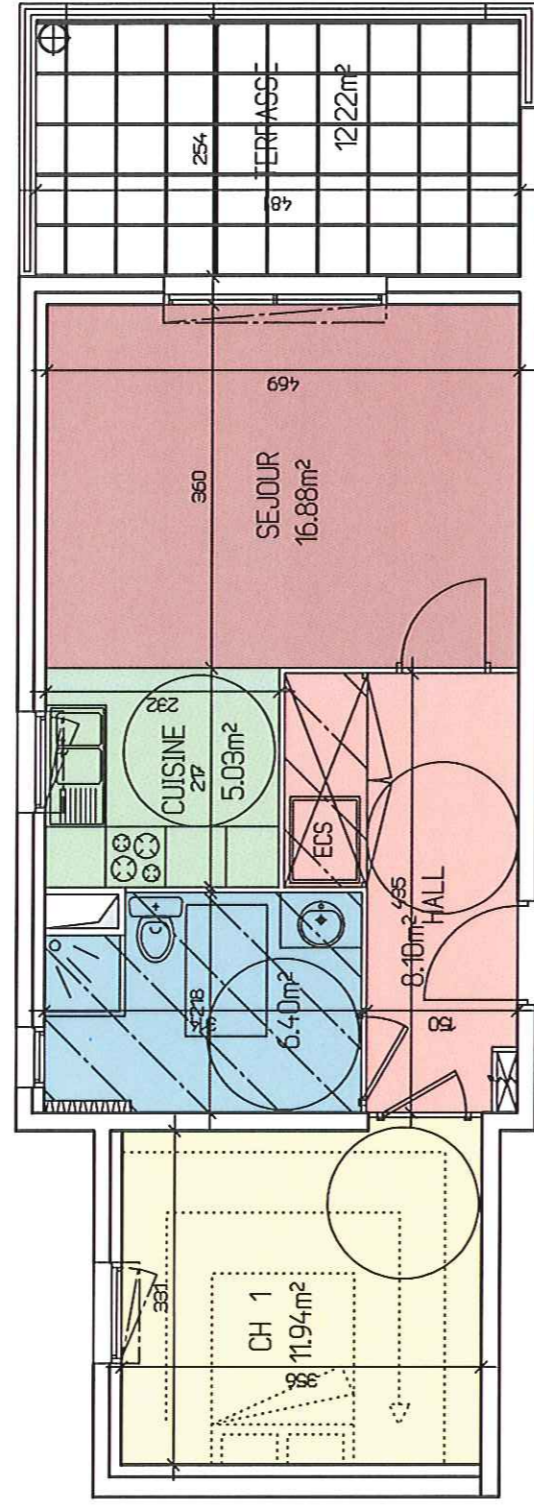 TERRASSE
12.22m²
254
481
469
360
SEJOUR
16.88m²
232
CUISINE
217
5.03m²
ECS
435
HALL
8.10m²
150
218
6.40m²
331
CH 1
11.94m²
356